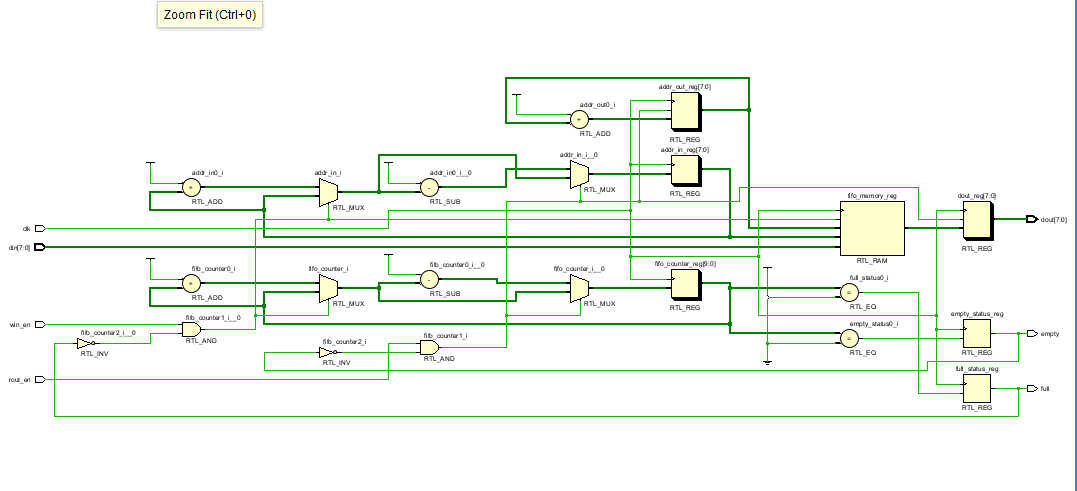 Zoom Fit (Ctrl+0)
addr_out_reg[7:0]
addr_out0_i
RTL_ADD
RTL_REG
addr_in_reg[7:0]
addr_in_i__0
RTL_MUX
RTL_REG
addr_in0_i
RTL_ADD
addr_in_i
RTL_MUX
addr_in0_i__0
RTL_SUB
fifo_memory_reg
RTL_RAM
dout_reg[7:0]
RTL_REG
dout[7:0]
clk
din[7:0]
fifo_counter0_i
RTL_ADD
fifo_counter_i
RTL_MUX
fifo_counter0_i__0
RTL_SUB
fifo_counter_i__0
RTL_MUX
fifo_counter_reg[9:0]
RTL_REG
full_status0_i
RTL_EQ
empty_status0_i
RTL_EQ
empty_status_reg
RTL_REG
empty
win_en
fifo_counter1_i__0
RTL_AND
fifo_counter2_i__0
RTL_INV
fifo_counter2_i
RTL_INV
fifo_counter1_i
RTL_AND
full_status_reg
RTL_REG
full
rout_en